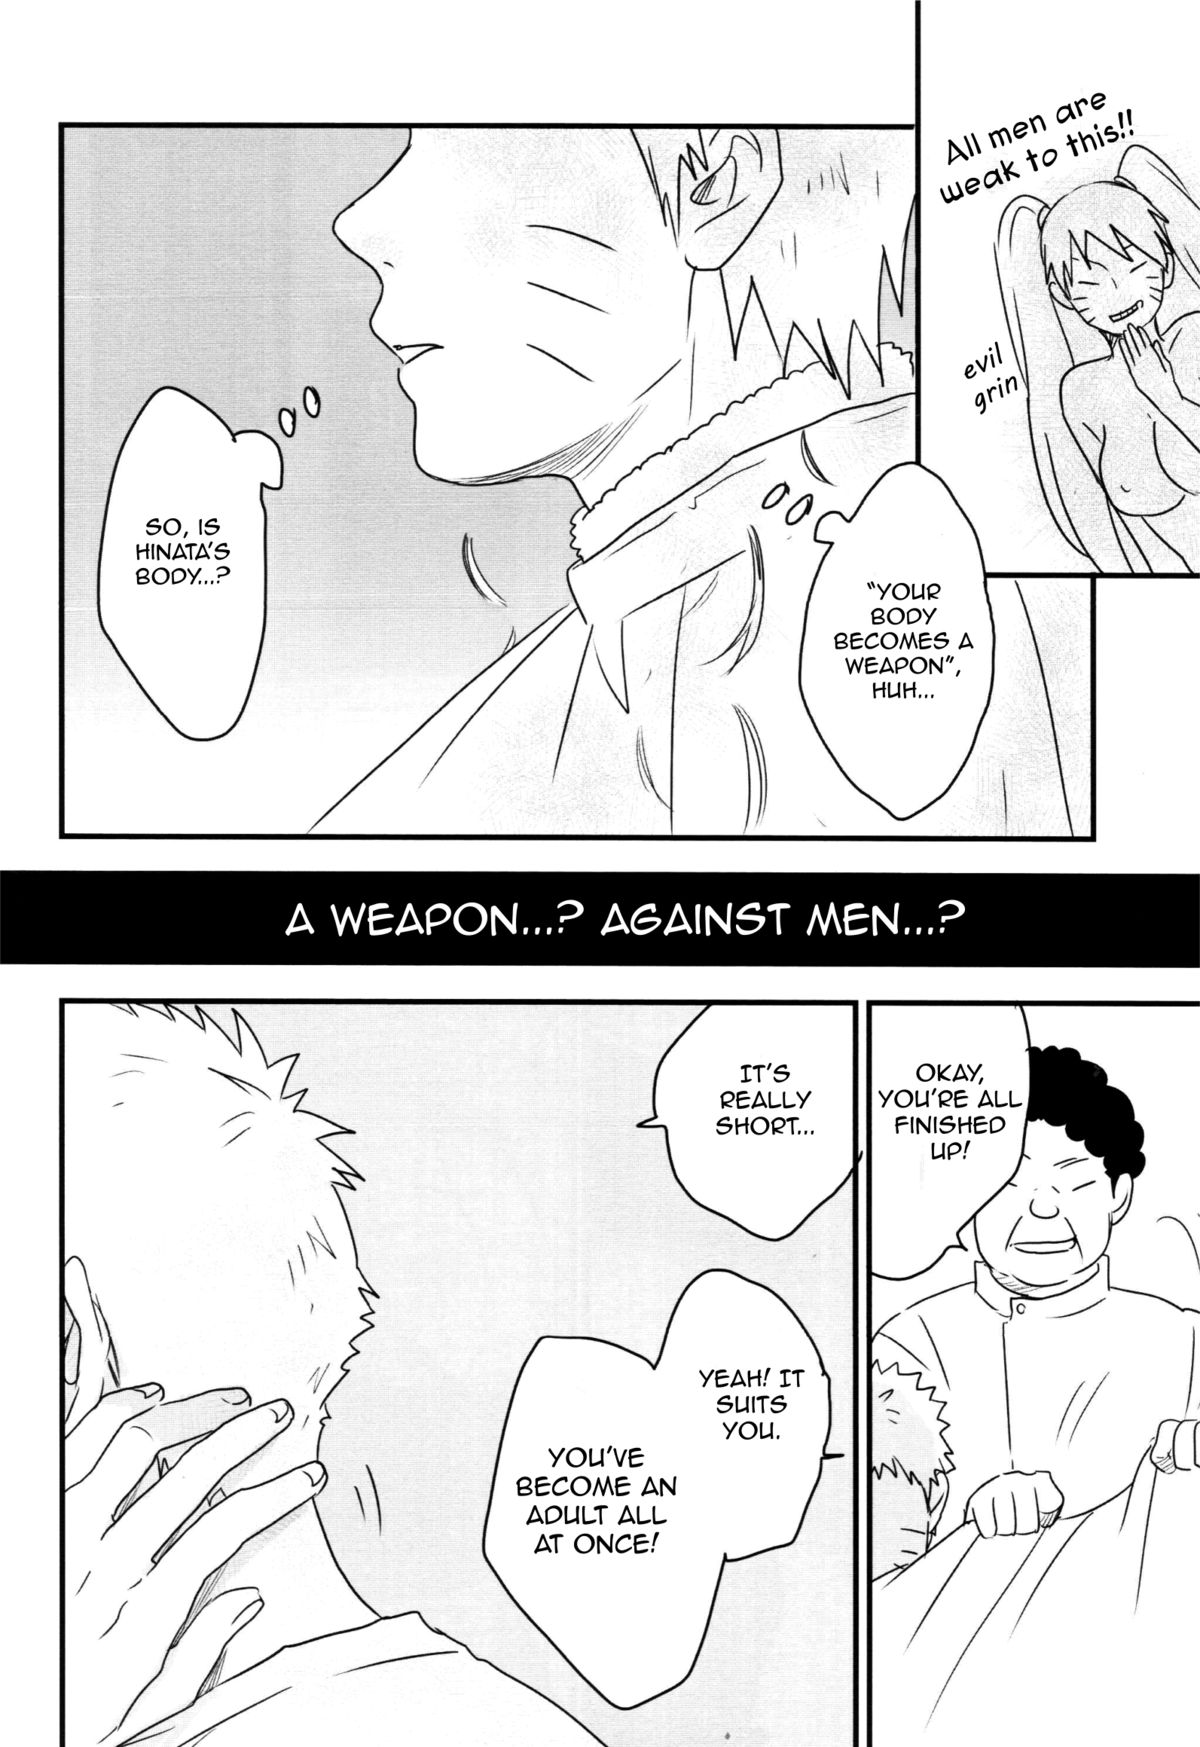 All men are
weak to this!!
evil
grin
"YOUR
BODY
BECOMES A
WEAPON",
HUH...
SO, IS
HINATA'S
BODY...?
A WEAPON...? AGAINST MEN...?
OKAY,
YOU'RE ALL
FINISHED
UP!
IT'S
REALLY
SHORT...
YEAH! IT
SUITS
YOU.
YOU'VE
BECOME AN
ADULT ALL
AT ONCE!